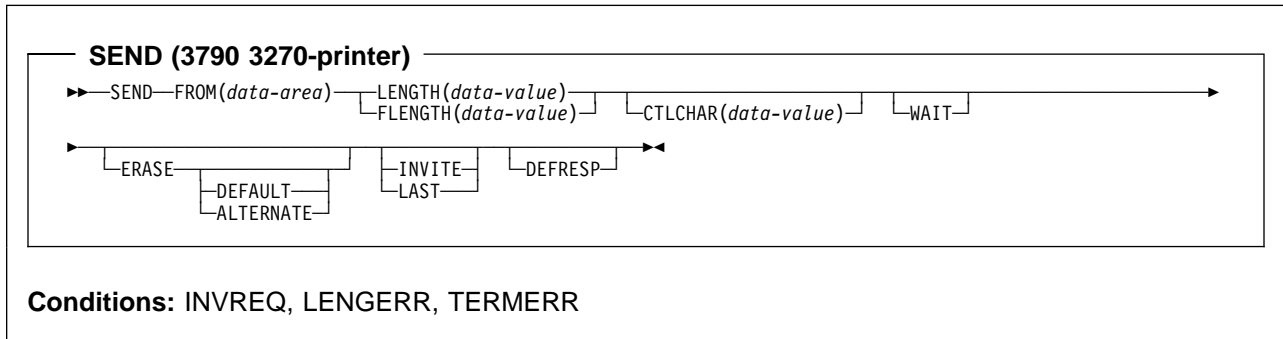 SEND (3790 3270-printer)
SEND FROM(data-area) LENGTH(data-value)
FLENGTH(data-value) CTLCHAR(data-value) WAIT
ERASE INVITE DEFRESP
DEFAULT LAST
ALTERNATE
Conditions: INVREQ, LENGERR, TERMERR